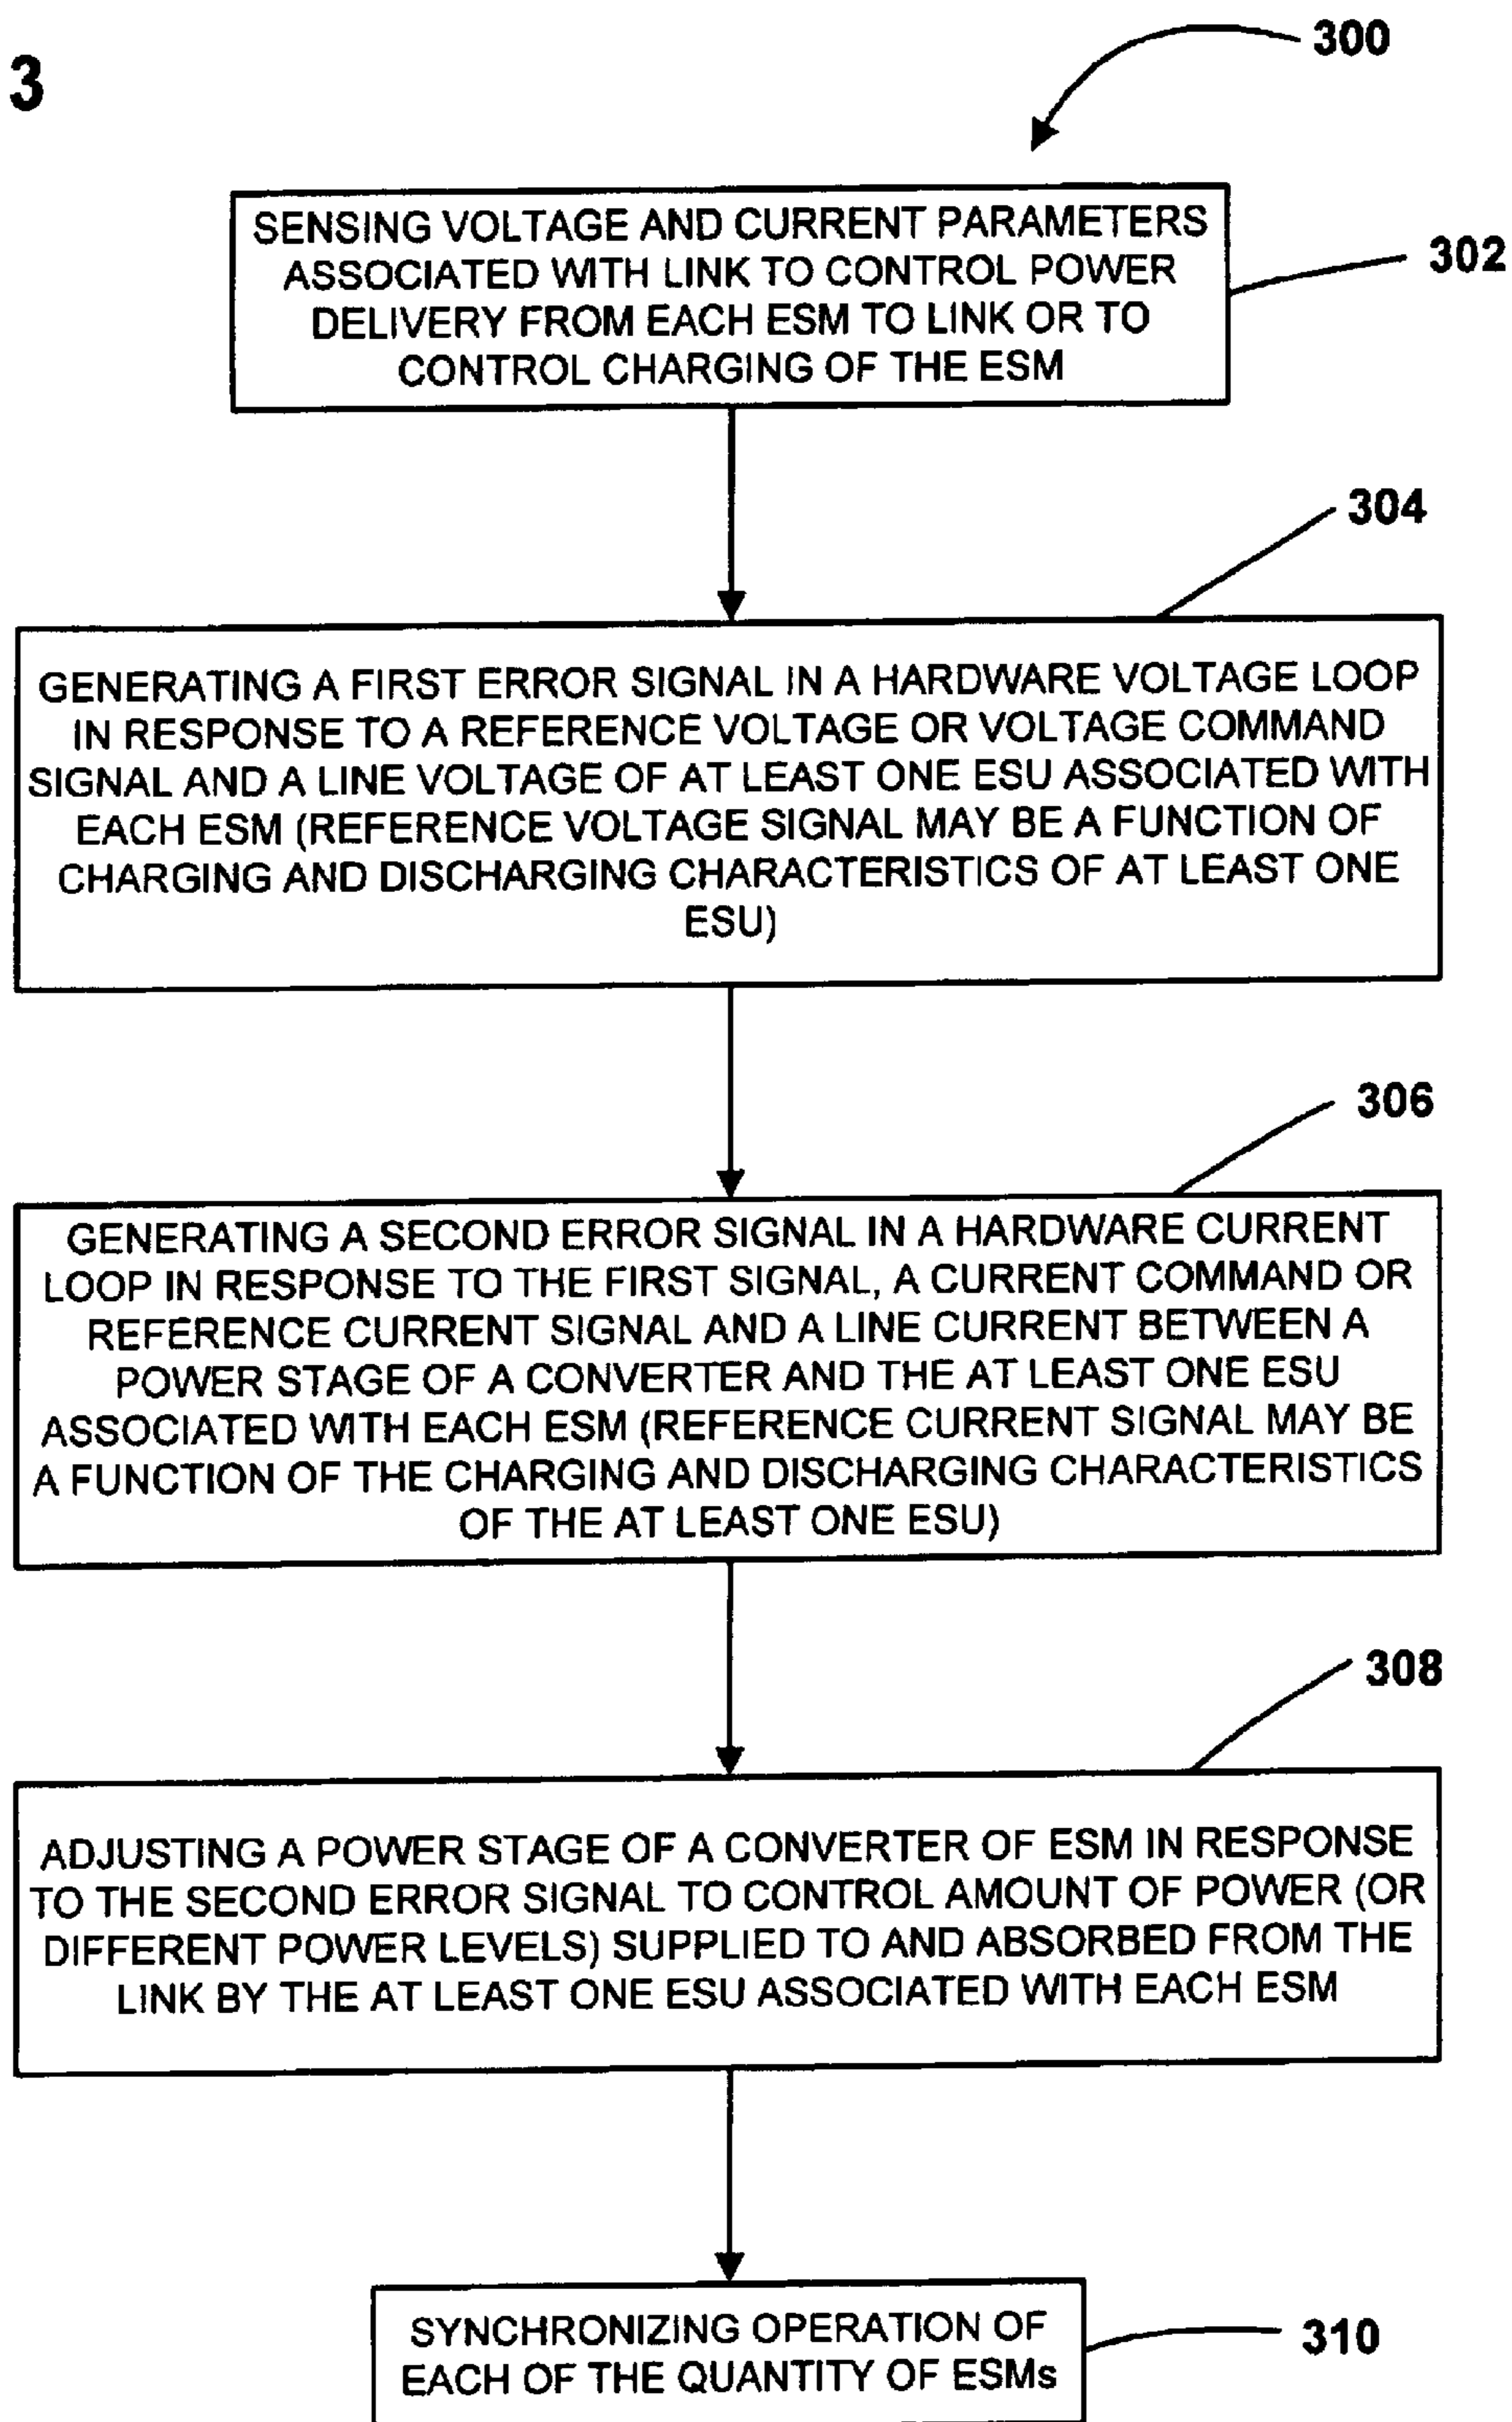 3
300
SENSING VOLTAGE AND CURRENT PARAMETERS
ASSOCIATED WITH LINK TO CONTROL POWER
DELIVERY FROM EACH ESM TO LINK OR TO
CONTROL CHARGING OF THE ESM
302
304
GENERATING A FIRST ERROR SIGNAL IN A HARDWARE VOLTAGE LOOP
IN RESPONSE TO A REFERENCE VOLTAGE OR VOLTAGE COMMAND
SIGNAL AND A LINE VOLTAGE OF AT LEAST ONE ESU ASSOCIATED WITH
EACH ESM (REFERENCE VOLTAGE SIGNAL MAY BE A FUNCTION OF
CHARGING AND DISCHARGING CHARACTERISTICS OF AT LEAST ONE
ESU)
306
GENERATING A SECOND ERROR SIGNAL IN A HARDWARE CURRENT
LOOP IN RESPONSE TO THE FIRST SIGNAL, A CURRENT COMMAND OR
REFERENCE CURRENT SIGNAL AND A LINE CURRENT BETWEEN A
POWER STAGE OF A CONVERTER AND THE AT LEAST ONE ESU
ASSOCIATED WITH EACH ESM (REFERENCE CURRENT SIGNAL MAY BE
A FUNCTION OF THE CHARGING AND DISCHARGING CHARACTERISTICS
OF THE AT LEAST ONE ESU)
308
ADJUSTING A POWER STAGE OF A CONVERTER OF ESM IN RESPONSE
TO THE SECOND ERROR SIGNAL TO CONTROL AMOUNT OF POWER (OR
DIFFERENT POWER LEVELS) SUPPLIED TO AND ABSORBED FROM THE
LINK BY THE AT LEAST ONE ESU ASSOCIATED WITH EACH ESM
SYNCHRONIZING OPERATION OF
EACH OF THE QUANTITY OF ESMs
310